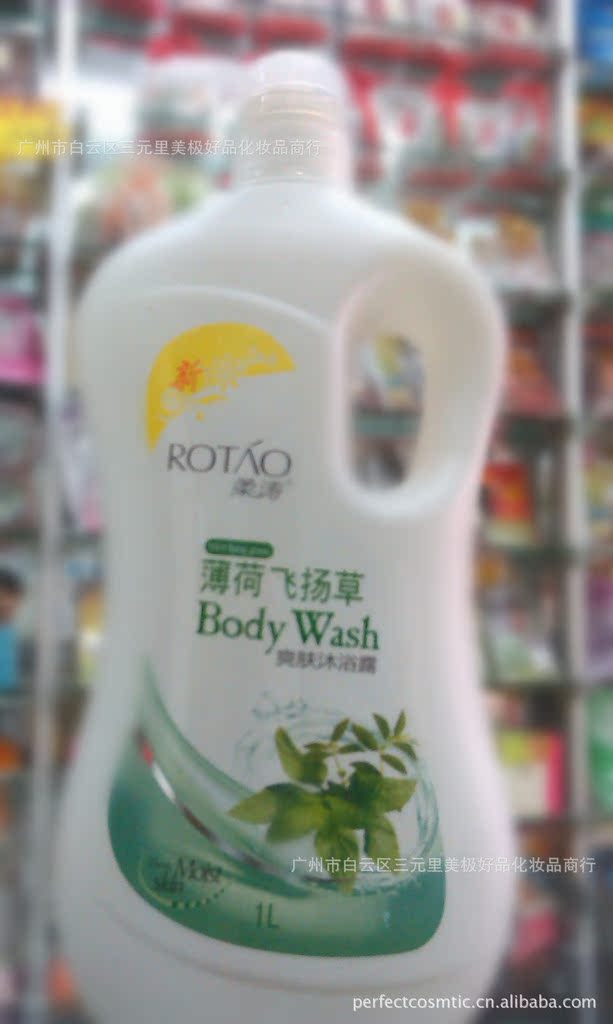 广州市白云区三元里美极好品化妆品商行
新
ROTÁO
柔涛
薄荷飞扬草
Body Wash
爽肤沐浴露
Moist
Skin
1L
广州市白云区三元里美极好品化妆品商行
perfectcosmtic.cn.alibaba.com